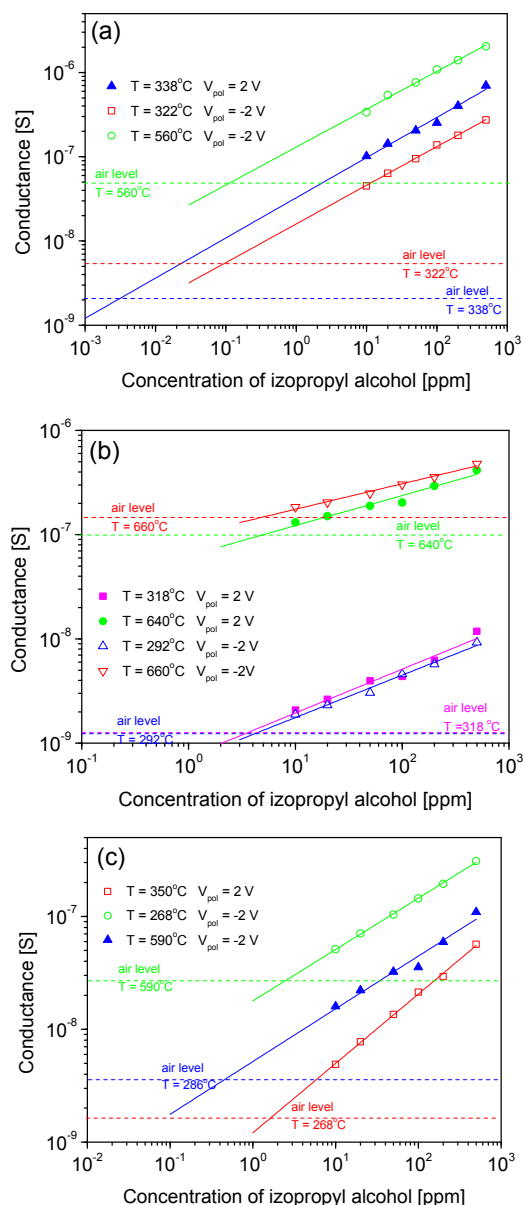 (a)
T = 338°C V_pol = 2 V
T = 322°C V_pol = -2 V
T = 560°C V_pol = -2 V
air level
T = 560°C
air level
T = 322°C
air level
T = 338°C
Conductance [S]
10^-6
10^-7
10^-8
10^-9
10^-3 10^-2 10^-1 10^0 10^1 10^2 10^3
Concentration of izopropyl alcohol [ppm]
(b)
air level
T = 660°C
air level
T = 640°C
T = 318°C V_pol = 2 V
T = 640°C V_pol = 2 V
T = 292°C V_pol = -2 V
T = 660°C V_pol = -2V
air level
T = 292°C
air level
T =318 °C
Conductance [S]
10^-6
10^-7
10^-8
10^-9
10^-1 10^0 10^1 10^2 10^3
Concentration of izopropyl alcohol [ppm]
(c)
T = 350°C V_pol = 2 V
T = 268°C V_pol = -2 V
T = 590°C V_pol = -2 V
air level
T = 590°C
air level
T = 286°C
air level
T = 268°C
Conductance [S]
10^-7
10^-8
10^-9
10^-2 10^-1 10^0 10^1 10^2 10^3
Concentration of izopropyl alcohol [ppm]